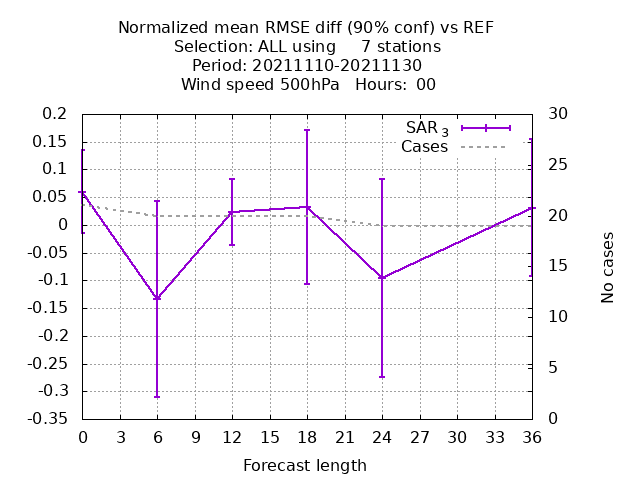 Normalized mean RMSE diff (90% conf) vs REF
Selection: ALL using 7 stations
Period: 20211110-20211130
Wind speed 500hPa Hours: 00
SAR 3
Cases
0.2
0.15
0.1
0.05
0
-0.05
-0.1
-0.15
-0.2
-0.25
-0.3
-0.35
30
25
20
15
10
5
0
No cases
0 3 6 9 12 15 18 21 24 27 30 33 36
Forecast length